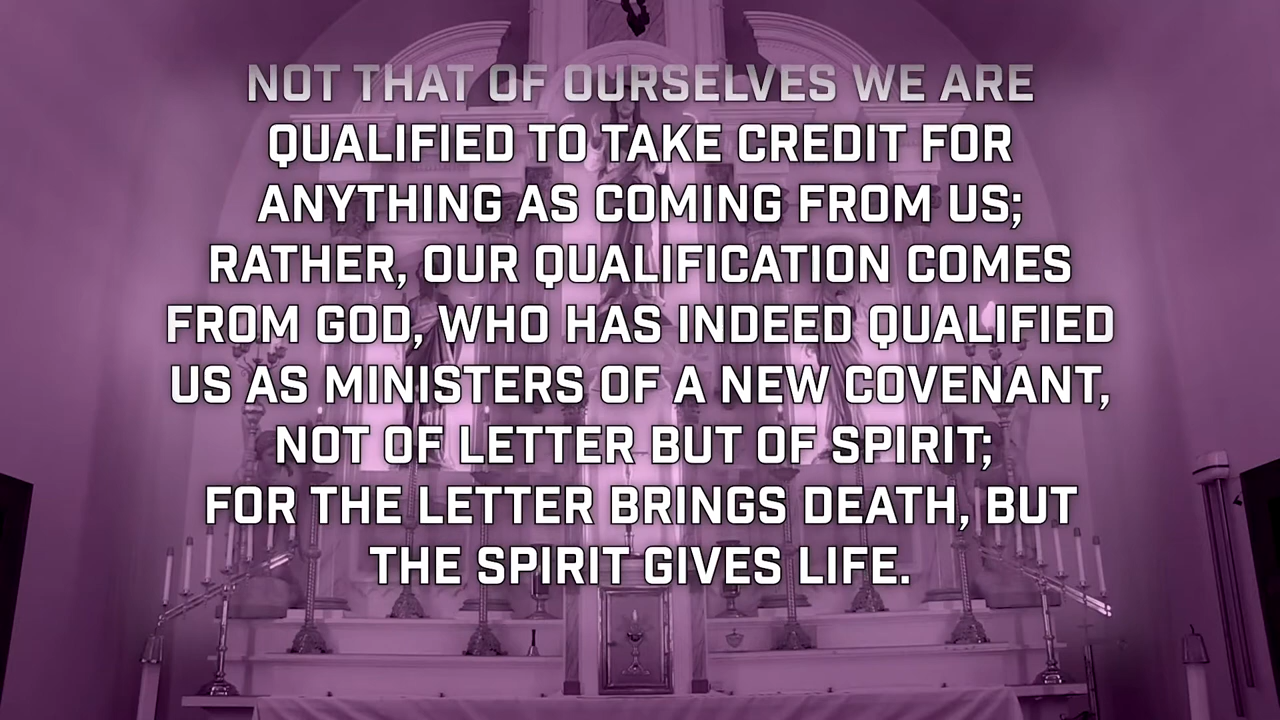 NOT THAT OF OURSELVES WE ARE
QUALIFIED TO TAKE CREDIT FOR
ANYTHING AS COMING FROM US;
RATHER, OUR QUALIFICATION COMES
FROM GOD, WHO HAS INDEED QUALIFIED
US AS MINISTERS OF A NEW COVENANT,
NOT OF LETTER BUT OF SPIRIT;
FOR THE LETTER BRINGS DEATH, BUT
THE SPIRIT GIVES LIFE.